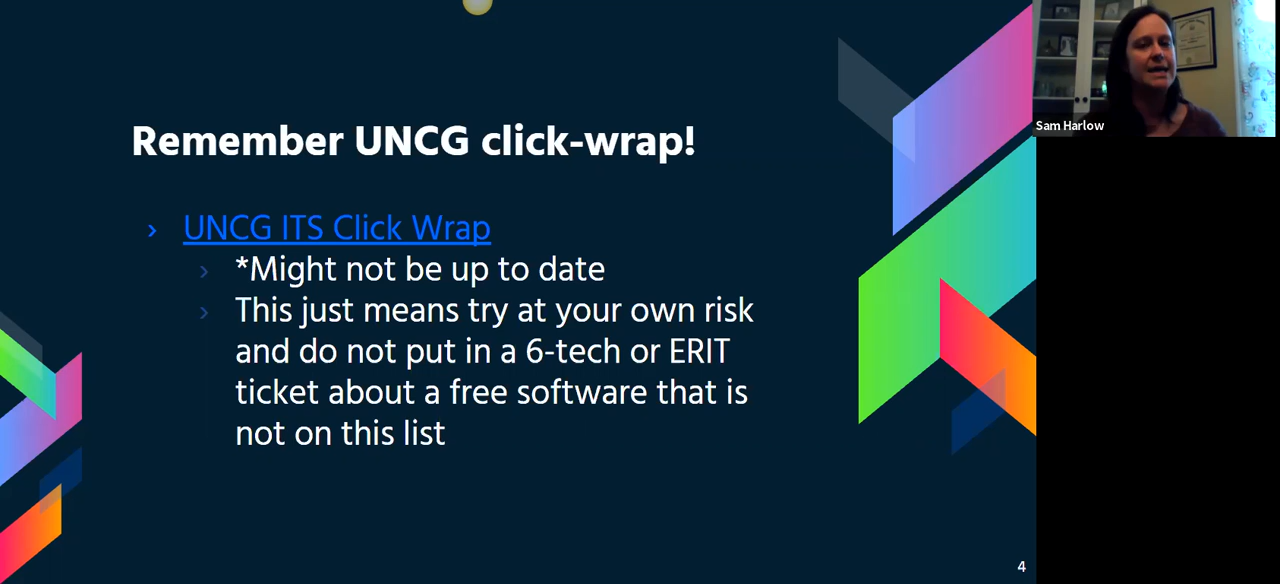 Remember UNCG click-wrap!
› UNCG ITS Click Wrap
› *Might not be up to date
› This just means try at your own risk
and do not put in a 6-tech or ERIT
ticket about a free software that is
not on this list
4
Sam Harlow